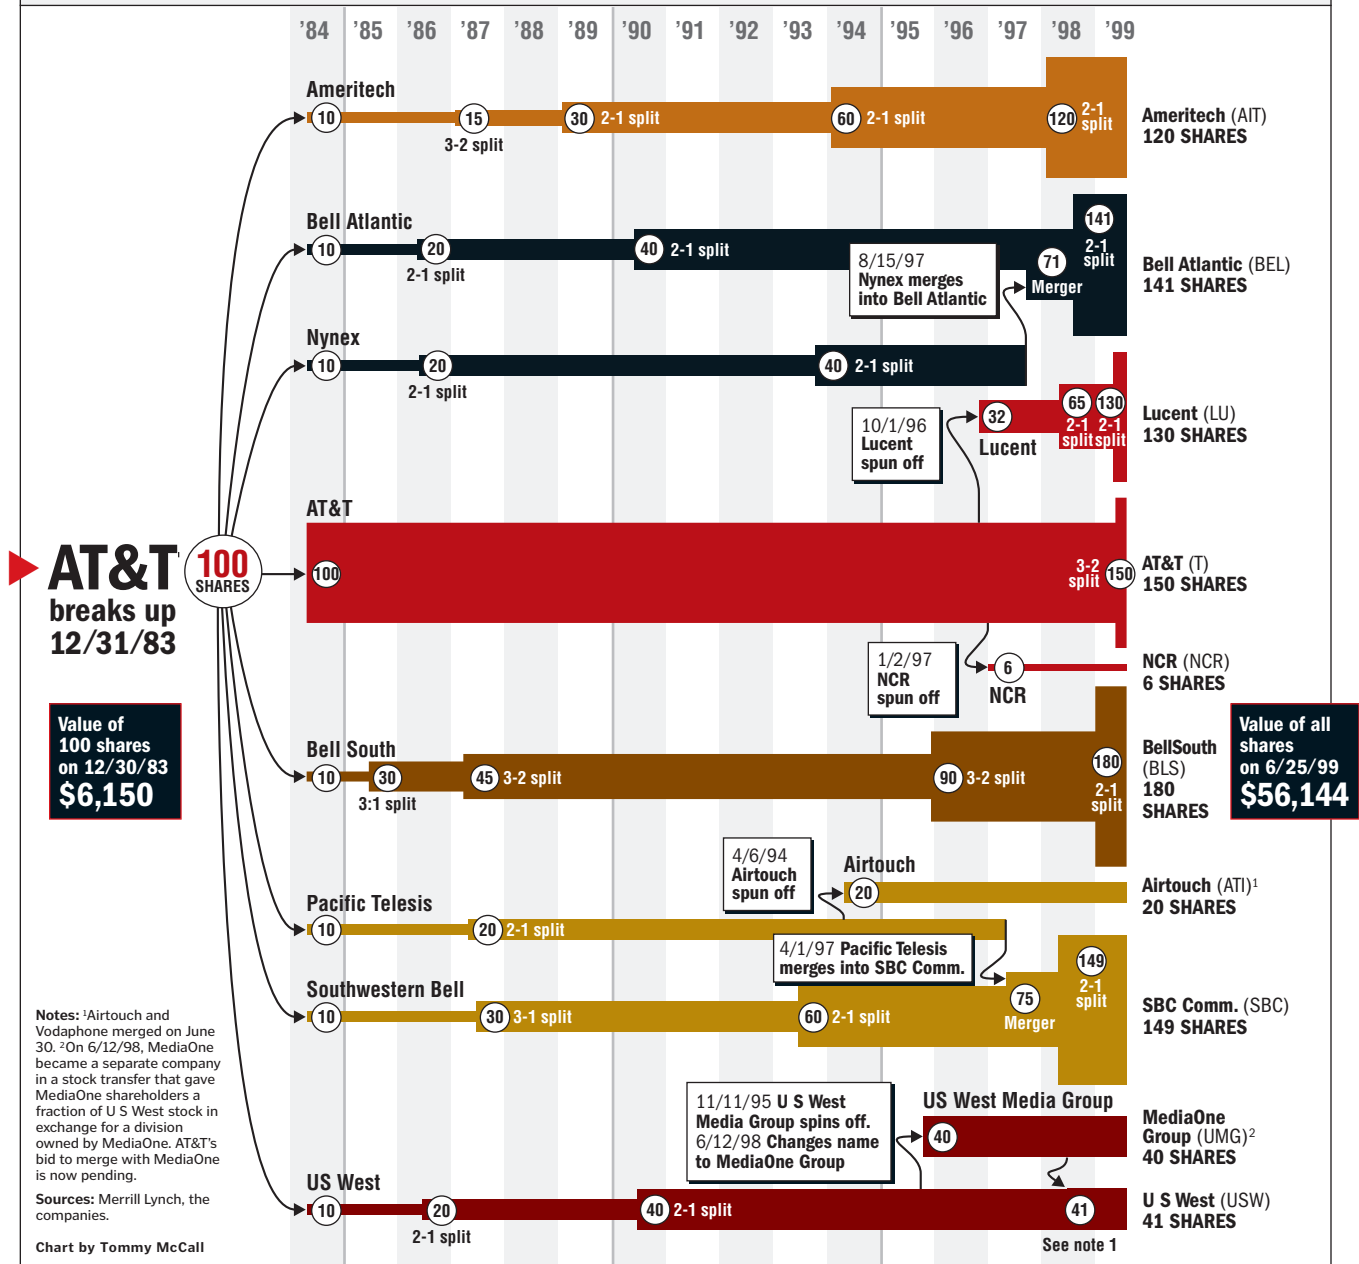 ’84 ’85 ’86 ’87 ’88 ’89 ’90 ’91 ’92 ’93 ’94 ’95 ’96 ’97 ’98 ’99
Ameritech
10
15
3-2 split
30 2-1 split
60 2-1 split
120 2-1
split
Ameritech (AIT)
120 SHARES
Bell Atlantic
10
20
2-1 split
40 2-1 split
8/15/97
Nynex merges
into Bell Atlantic
71
Merger
141
2-1
split
Bell Atlantic (BEL)
141 SHARES
Nynex
10
20
2-1 split
40 2-1 split
10/1/96
Lucent
spun off
32
Lucent
65
2-1
split
130
2-1
split
Lucent (LU)
130 SHARES
AT&T
breaks up
12/31/83
100
SHARES
AT&T
100
3-2
split
150
AT&T (T)
150 SHARES
1/2/97
NCR
spun off
6
NCR
NCR (NCR)
6 SHARES
Value of
100 shares
on 12/30/83
$6,150
Bell South
10
30
3:1 split
45 3-2 split
90 3-2 split
180
2-1
split
BellSouth
(BLS)
180
SHARES
Value of all
shares
on 6/25/99
$56,144
4/6/94
Airtouch
spun off
Airtouch
20
Airtouch (ATI)¹
20 SHARES
Pacific Telesis
10
20 2-1 split
4/1/97 Pacific Telesis
merges into SBC Comm.
Southwestern Bell
10
30 3-1 split
60 2-1 split
75
Merger
149
2-1
split
SBC Comm. (SBC)
149 SHARES
11/11/95 U S West
Media Group spins off.
6/12/98 Changes name
to MediaOne Group
US West Media Group
40
MediaOne
Group (UMG)²
40 SHARES
US West
10
20
2-1 split
40 2-1 split
41
See note 1
U S West (USW)
41 SHARES
Notes: ¹Airtouch and
Vodaphone merged on June
30. ²On 6/12/98, MediaOne
became a separate company
in a stock transfer that gave
MediaOne shareholders a
fraction of U S West stock in
exchange for a division
owned by MediaOne. AT&T’s
bid to merge with MediaOne
is now pending.
Sources: Merrill Lynch, the
companies.
Chart by Tommy McCall